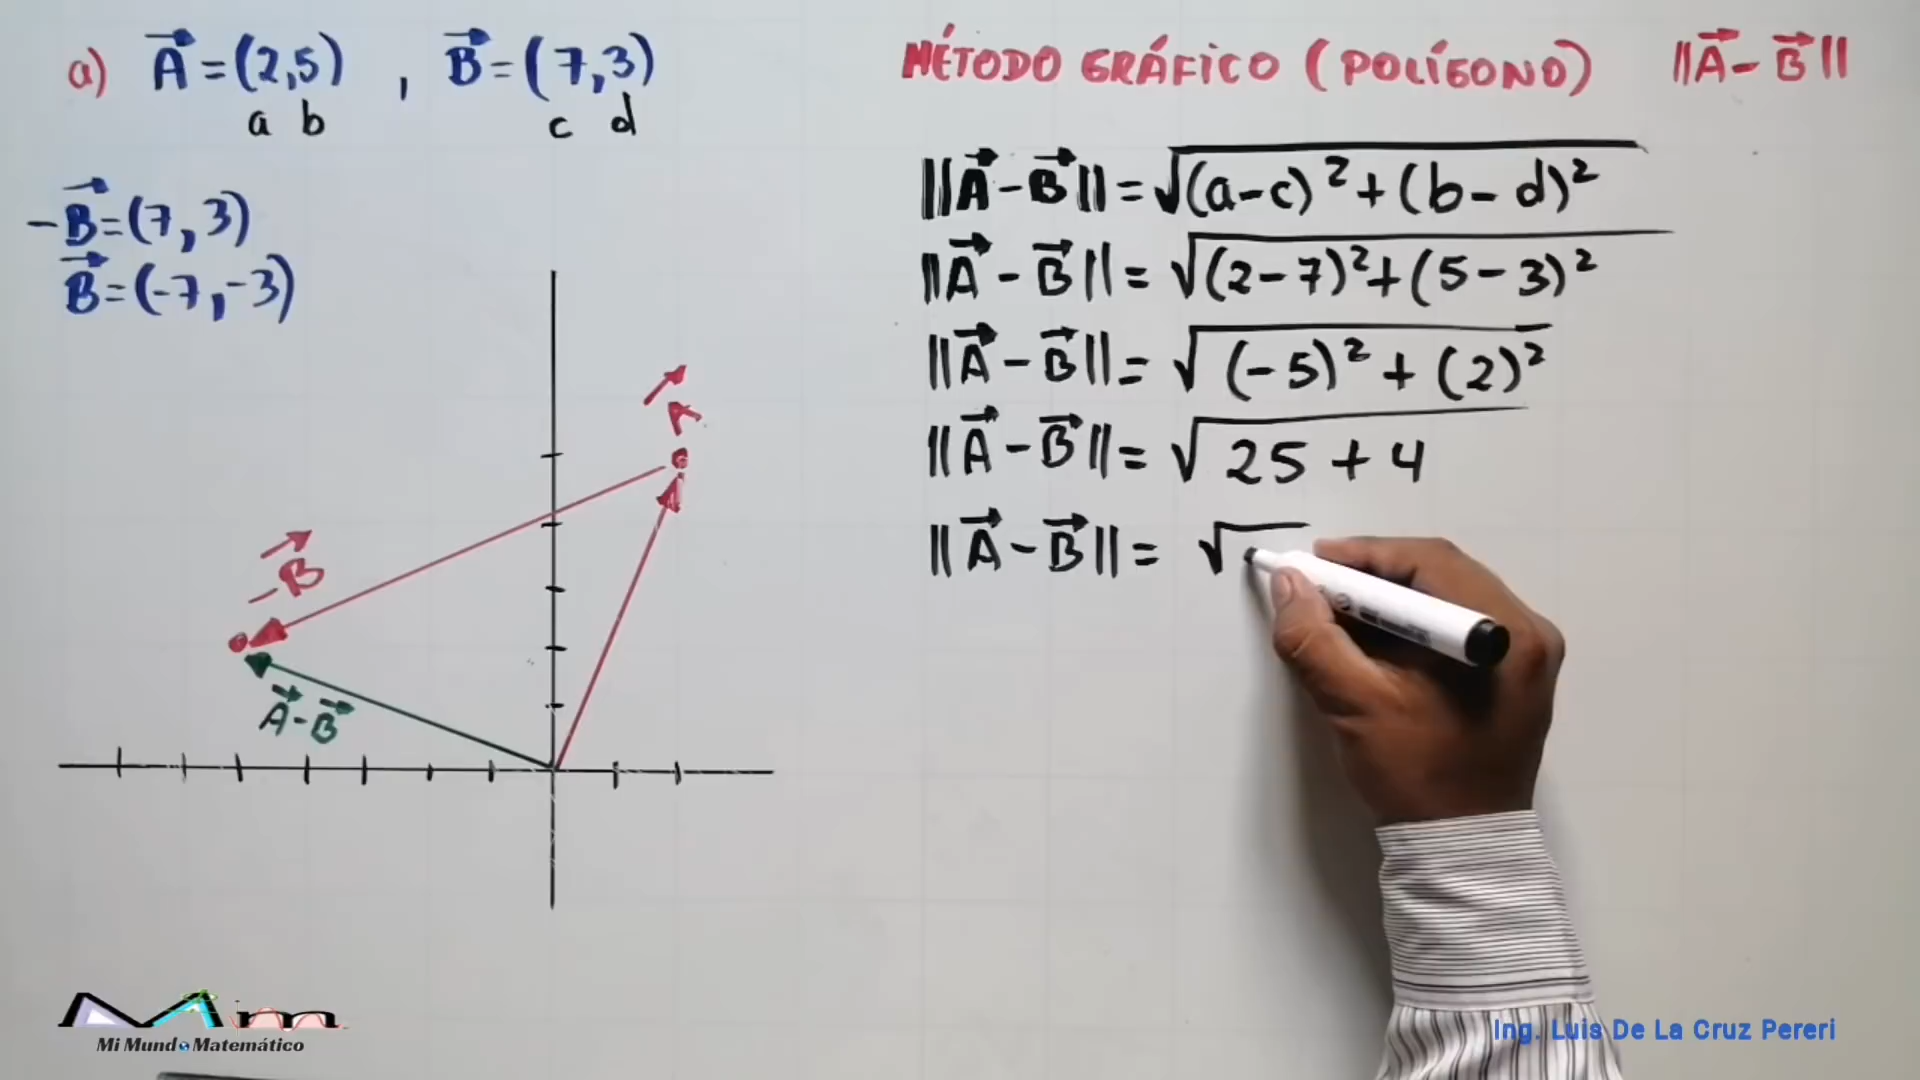 a) A⃗ = (2,5) , B⃗ = (7,3)
a b c d
-B⃗ = (7, 3)
B⃗ = (-7, -3)
MÉTODO GRÁFICO (POLÍGONO) ||A⃗ - B⃗||
||A⃗ - B⃗|| = √(a-c)² + (b-d)²
||A⃗ - B⃗|| = √(2-7)² + (5-3)²
||A⃗ - B⃗|| = √(-5)² + (2)²
||A⃗ - B⃗|| = √25 + 4
||A⃗ - B⃗|| = √
A⃗
-B⃗
A⃗ - B⃗
Mim
Mi Mundo Matemático
Ing. Luis De La Cruz Pereri